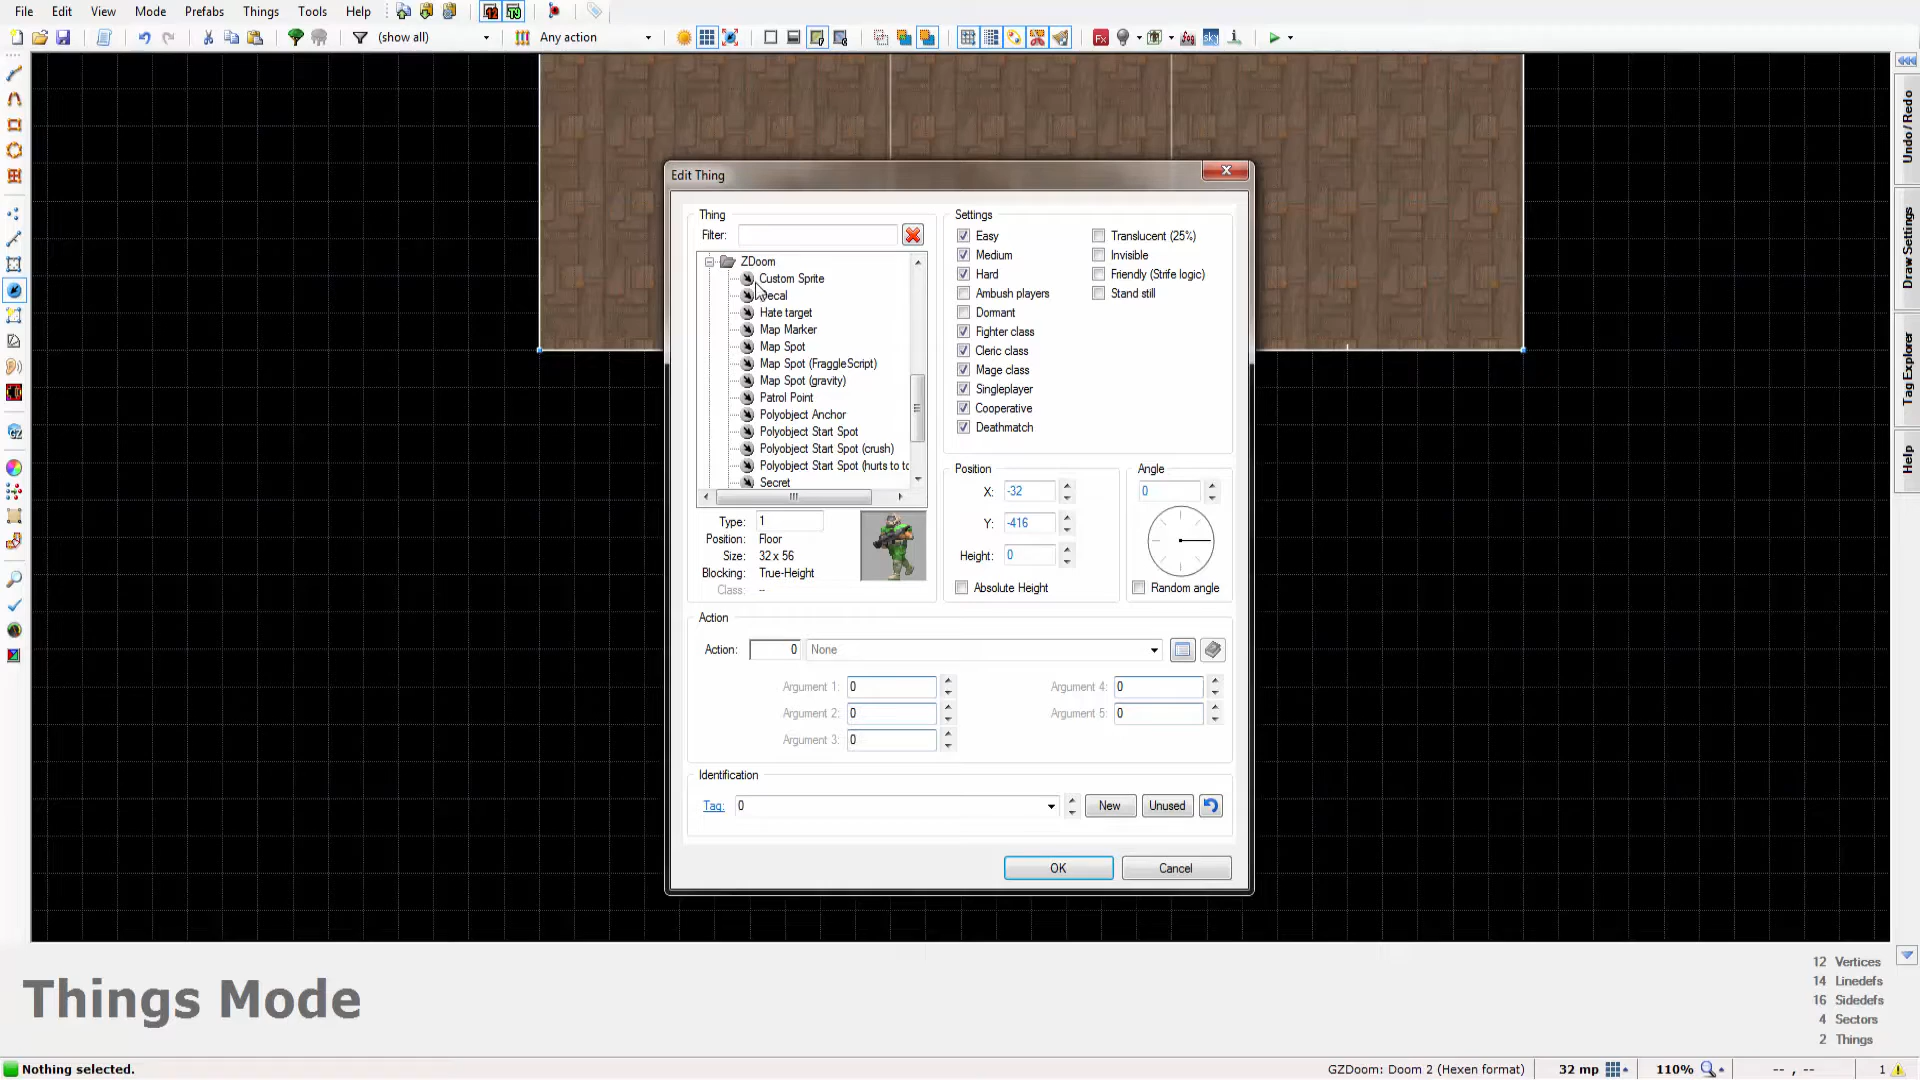 File Edit View Mode Prefabs Things Tools Help
(show all) Any action
Undo / Redo
Draw Settings
Tag Explorer
Help
Edit Thing
Thing
Filter:
ZDoom
Custom Sprite
Decal
Hate target
Map Marker
Map Spot
Map Spot (FraggleScript)
Map Spot (gravity)
Patrol Point
Polyobject Anchor
Polyobject Start Spot
Polyobject Start Spot (crush)
Polyobject Start Spot (hurts to to
Secret
Type: 1
Position: Floor
Size: 32 x 56
Blocking: True-Height
Class: --
Settings
Easy
Medium
Hard
Ambush players
Dormant
Fighter class
Cleric class
Mage class
Singleplayer
Cooperative
Deathmatch
Translucent (25%)
Invisible
Friendly (Strife logic)
Stand still
Position
X: -32
Y: -416
Height: 0
Absolute Height
Angle
0
Random angle
Action
Action: 0 None
Argument 1: 0
Argument 2: 0
Argument 3: 0
Argument 4: 0
Argument 5: 0
Identification
Tag: 0 New Unused
OK Cancel
Things Mode
12 Vertices
14 Linedefs
16 Sidedefs
4 Sectors
2 Things
Nothing selected. GZDoom: Doom 2 (Hexen format) 32 mp 110% -- , -- 1